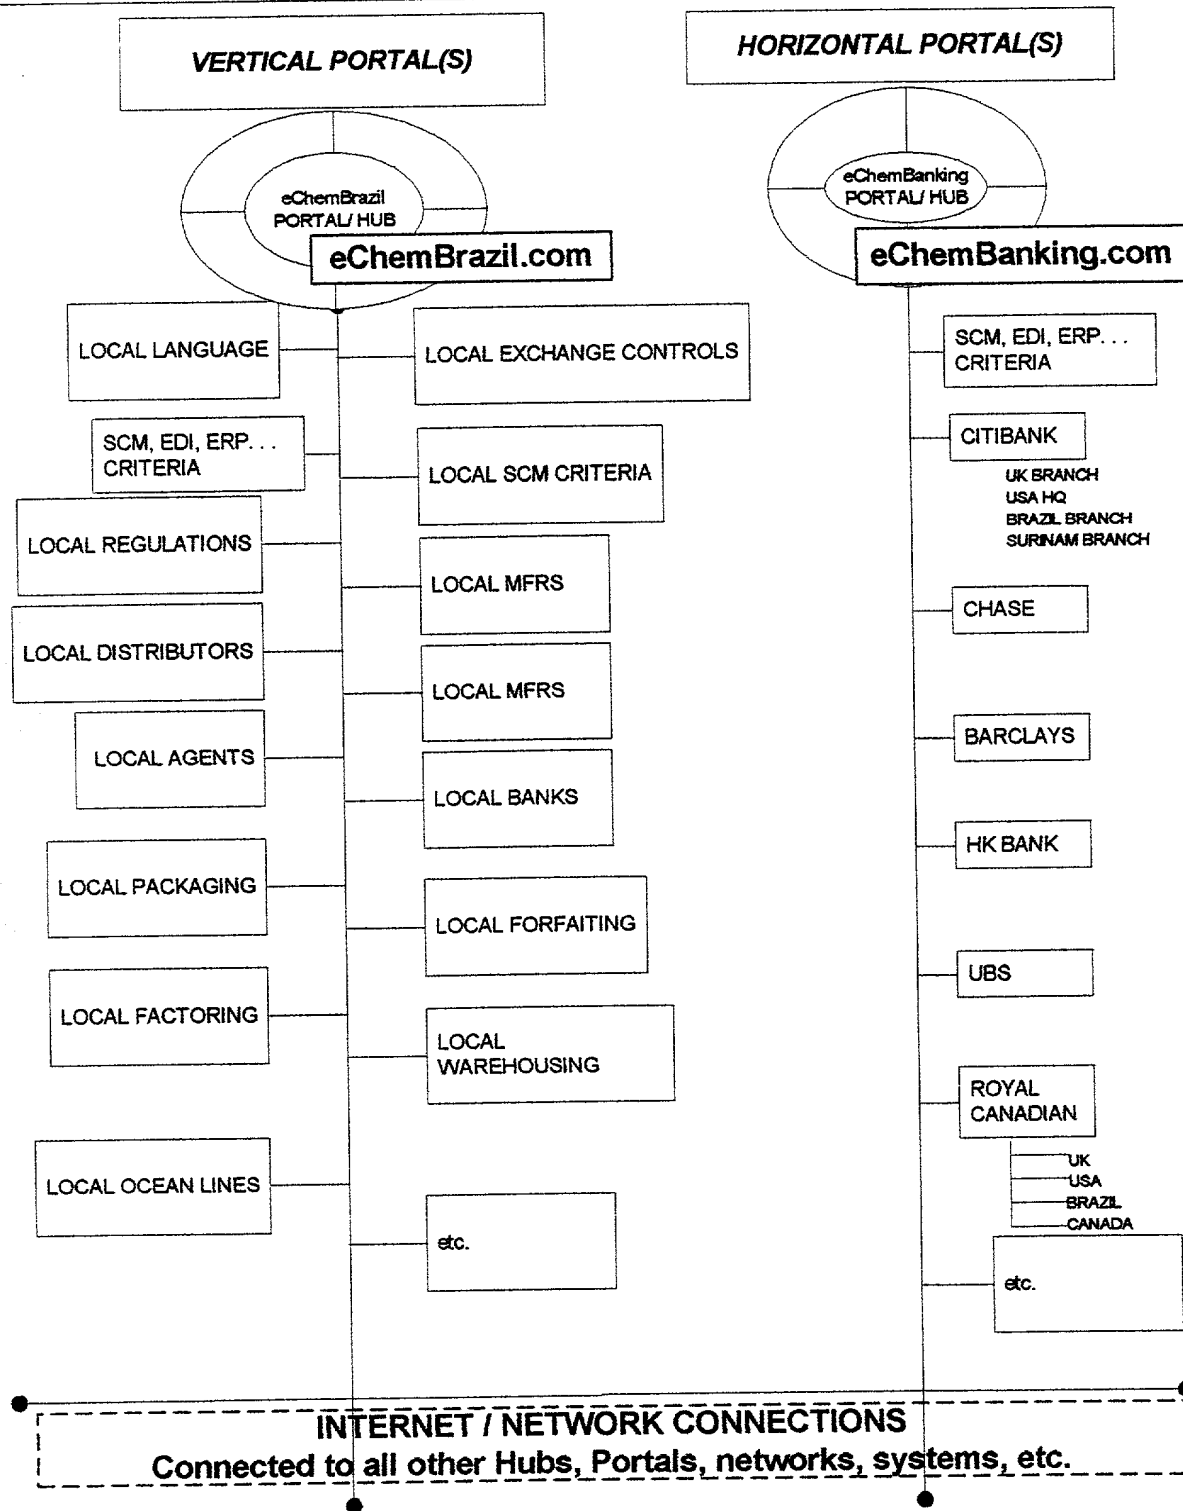 VERTICAL PORTAL(S)
eChemBrazil
PORTAL/ HUB
eChemBrazil.com
LOCAL LANGUAGE
LOCAL EXCHANGE CONTROLS
SCM, EDI, ERP. . .
CRITERIA
LOCAL SCM CRITERIA
LOCAL REGULATIONS
LOCAL MFRS
LOCAL DISTRIBUTORS
LOCAL MFRS
LOCAL AGENTS
LOCAL BANKS
LOCAL PACKAGING
LOCAL FORFAITING
LOCAL FACTORING
LOCAL
WAREHOUSING
LOCAL OCEAN LINES
etc.
HORIZONTAL PORTAL(S)
eChemBanking
PORTAL/ HUB
eChemBanking.com
SCM, EDI, ERP. . .
CRITERIA
CITIBANK
UK BRANCH
USA HQ
BRAZIL BRANCH
SURINAM BRANCH
CHASE
BARCLAYS
HK BANK
UBS
ROYAL
CANADIAN
UK
USA
BRAZIL
CANADA
etc.
INTERNET / NETWORK CONNECTIONS
Connected to all other Hubs, Portals, networks, systems, etc.